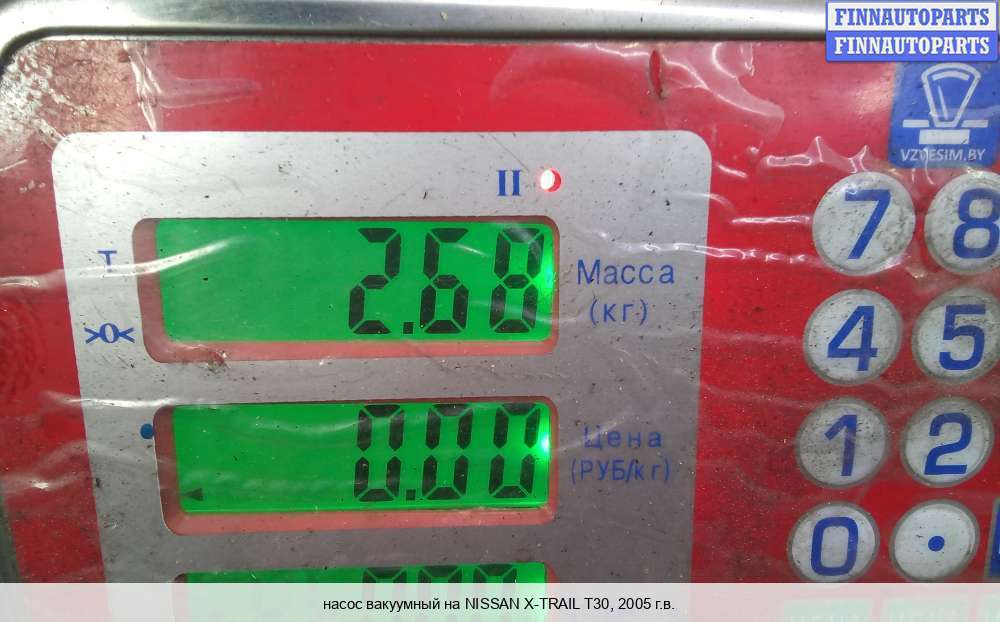 FINNAUTOPARTS
FINNAUTOPARTS
VZVESIM.BY
II
T
2.68
Масса
(кг)
>0<
7
8
4
5
0.00
Цена
(РУБ/кг)
1
2
0
насос вакуумный на NISSAN X-TRAIL T30, 2005 г.в.